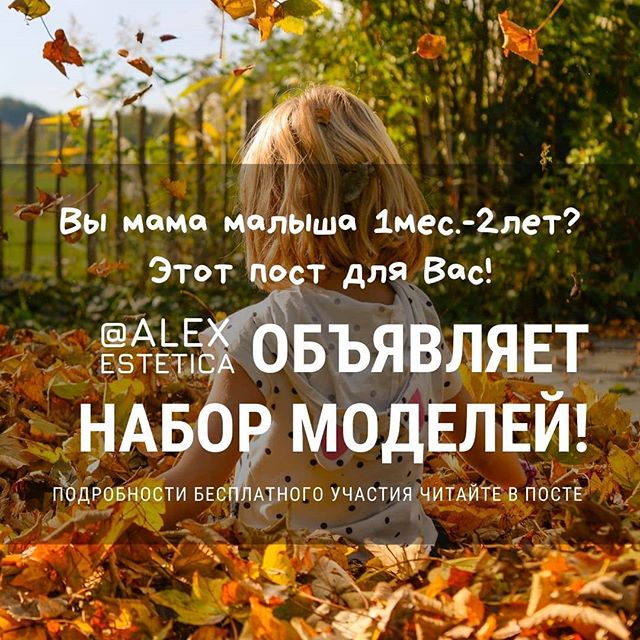 Вы мама малыша 1мес.-2лет?
Этот пост для Вас!
@ALEX
ESTETICA
ОБЪЯВЛЯЕТ
НАБОР МОДЕЛЕЙ!
ПОДРОБНОСТИ БЕСПЛАТНОГО УЧАСТИЯ ЧИТАЙТЕ В ПОСТЕ